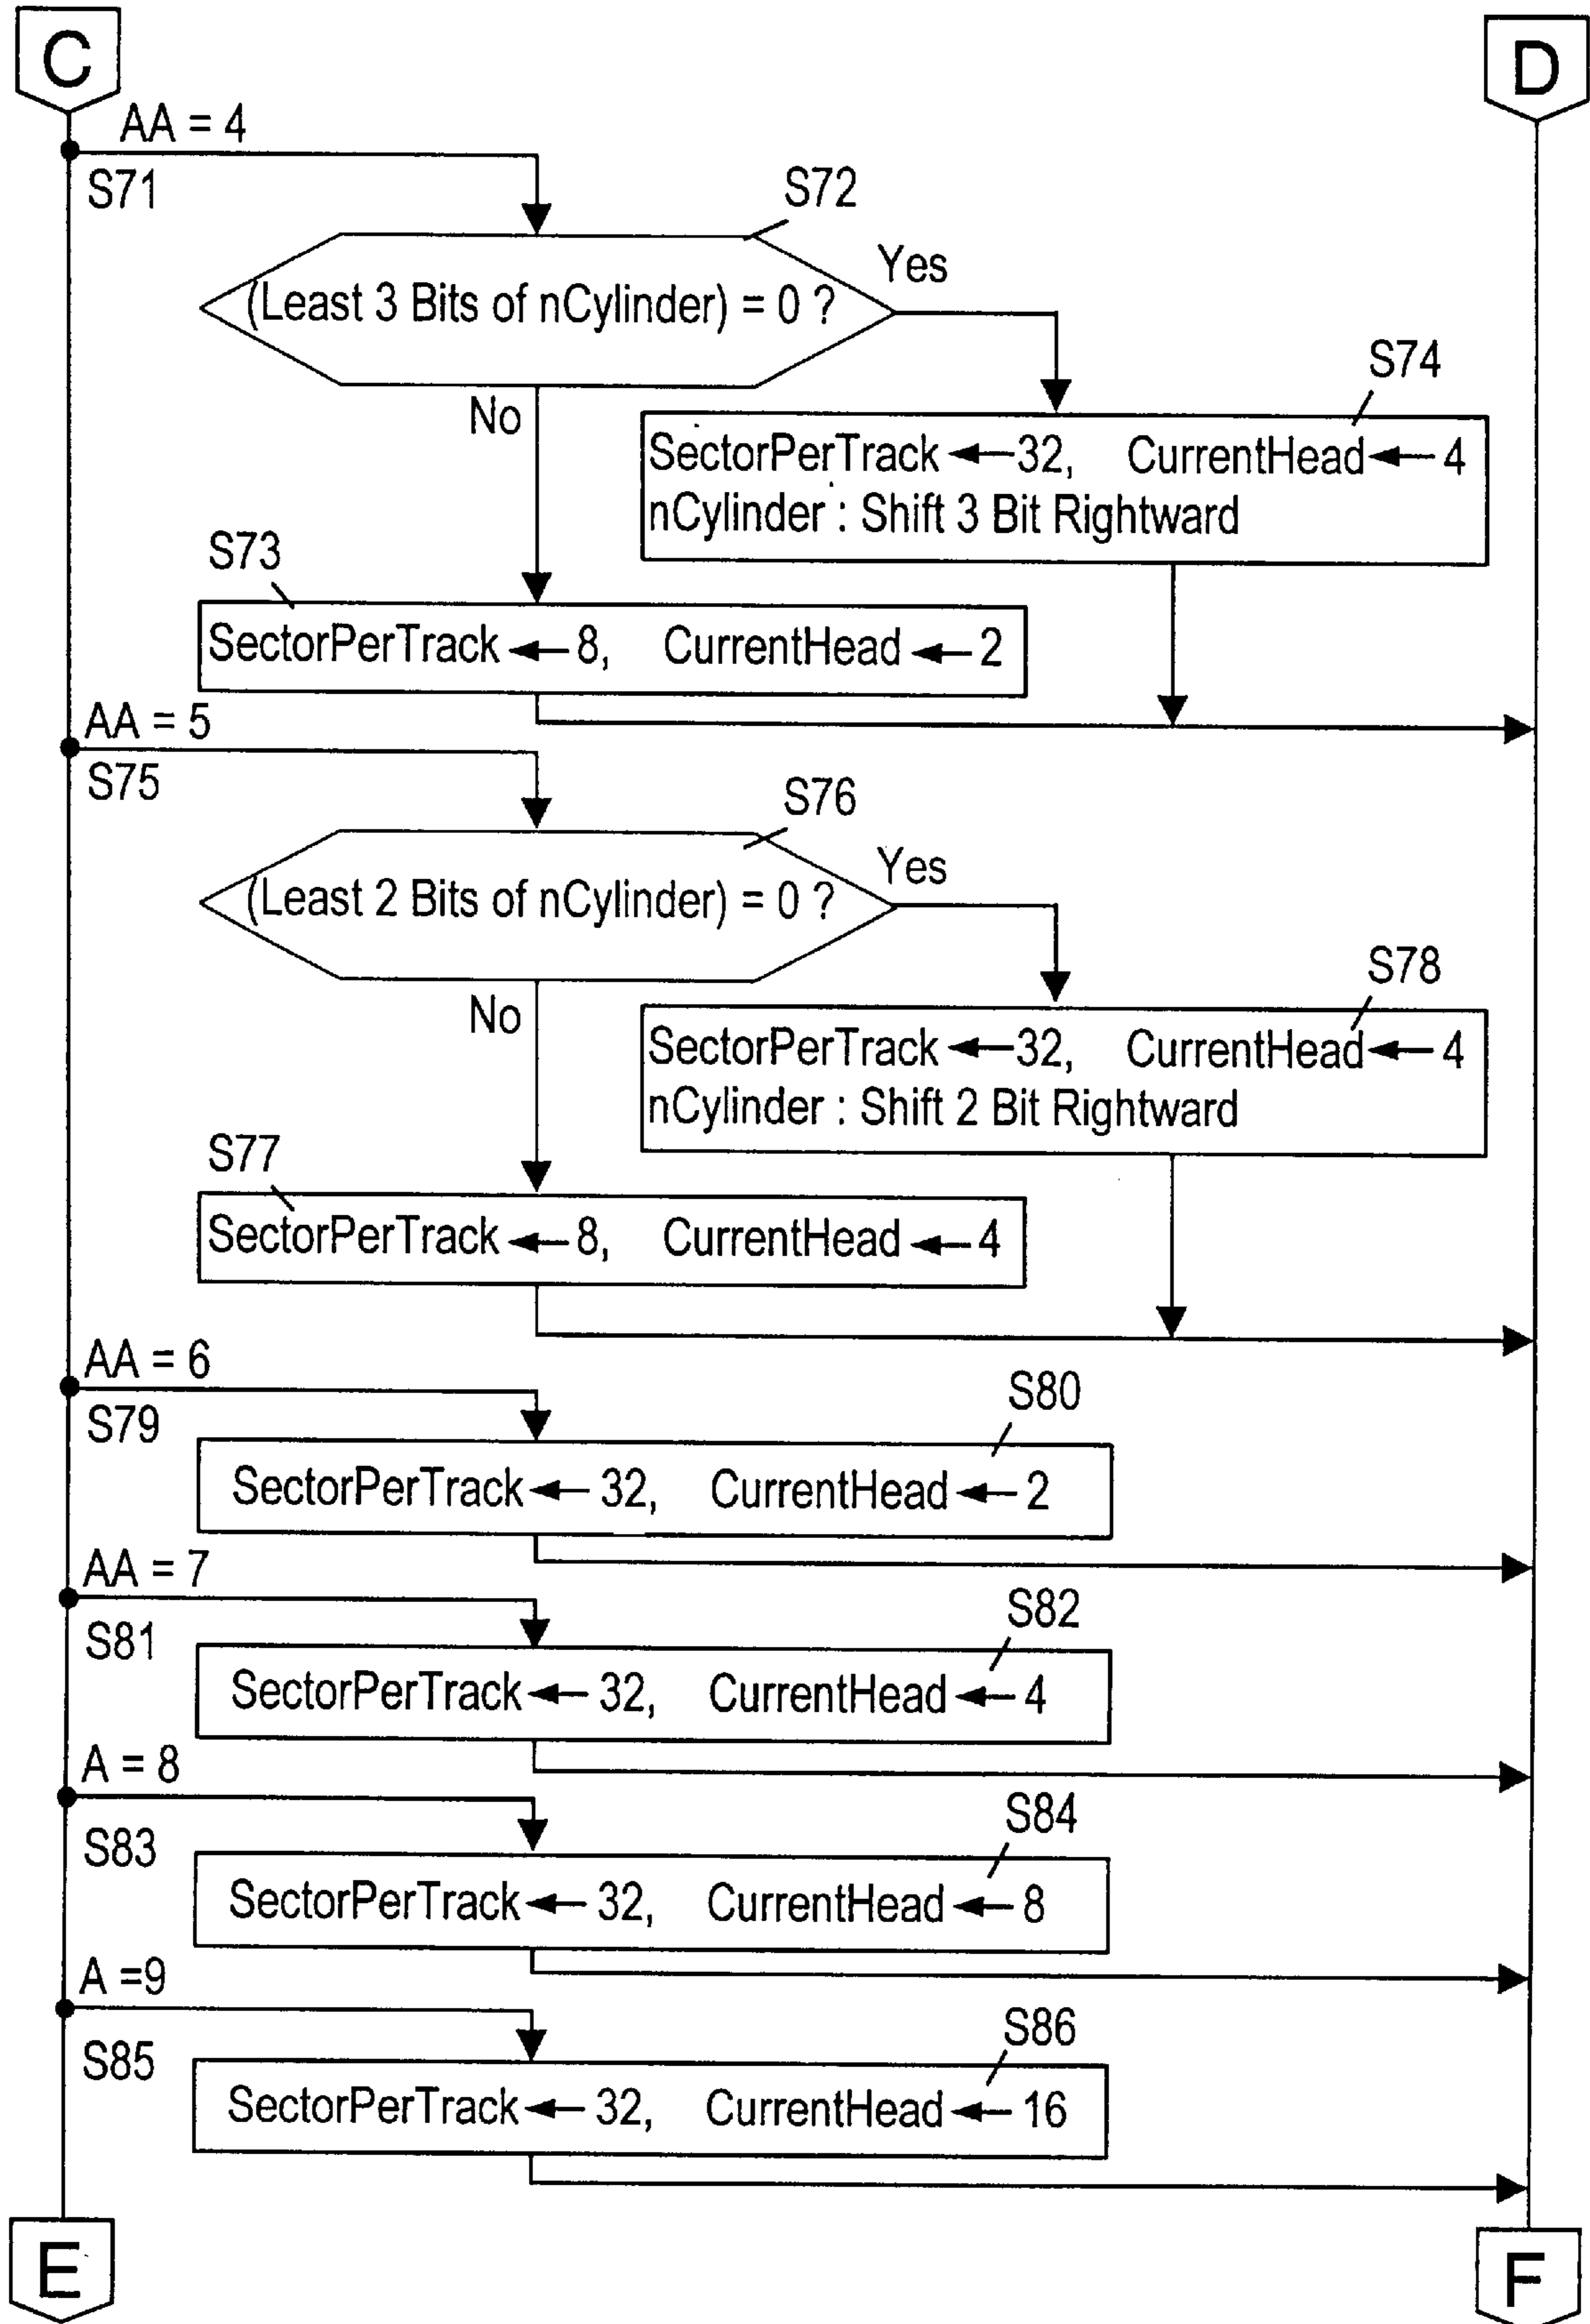 C
D
AA = 4
S71
S72
(Least 3 Bits of nCylinder) = 0 ?
Yes
No
S74
SectorPerTrack ← 32, CurrentHead ← 4
nCylinder : Shift 3 Bit Rightward
S73
SectorPerTrack ← 8, CurrentHead ← 2
AA = 5
S75
S76
(Least 2 Bits of nCylinder) = 0 ?
Yes
No
S78
SectorPerTrack ← 32, CurrentHead ← 4
nCylinder : Shift 2 Bit Rightward
S77
SectorPerTrack ← 8, CurrentHead ← 4
AA = 6
S79
S80
SectorPerTrack ← 32, CurrentHead ← 2
AA = 7
S81
S82
SectorPerTrack ← 32, CurrentHead ← 4
A = 8
S83
S84
SectorPerTrack ← 32, CurrentHead ← 8
A =9
S85
S86
SectorPerTrack ← 32, CurrentHead ← 16
E
F